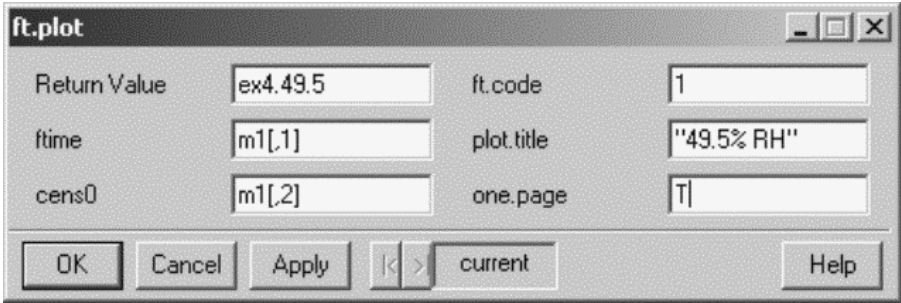 ft.plot
Return Value ex4.49.5 ft.code 1
ftime m1[,1] plot.title "49.5% RH"
cens0 m1[,2] one.page T
OK Cancel Apply |< >| current Help